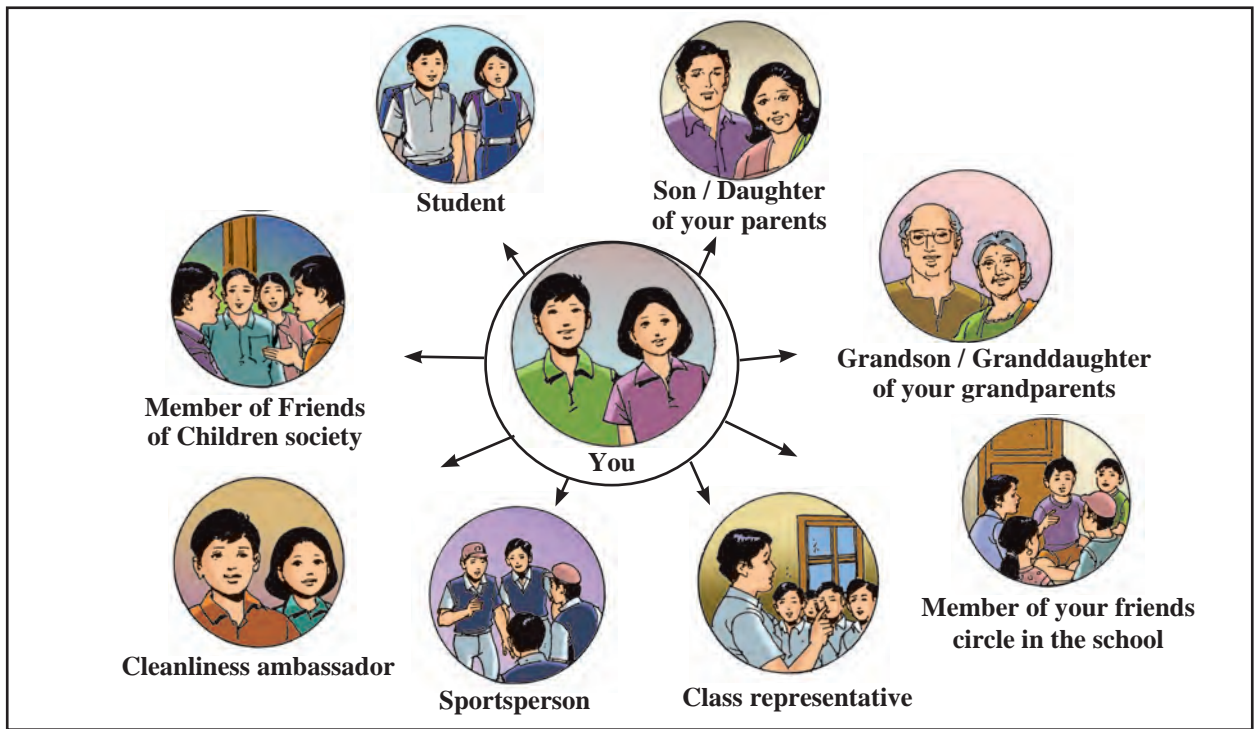 Student
Son / Daughter
of your parents
Grandson / Granddaughter
of your grandparents
Member of Friends
of Children society
You
Member of your friends
circle in the school
Cleanliness ambassador
Sportsperson
Class representative